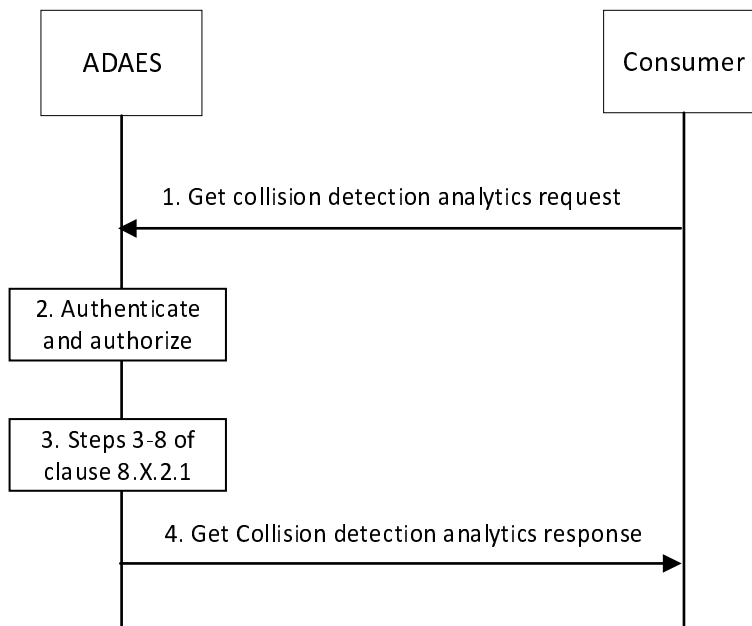 ADAES
Consumer
1. Get collision detection analytics request
2. Authenticate
and authorize
3. Steps 3-8 of
clause 8.X.2.1
4. Get Collision detection analytics response